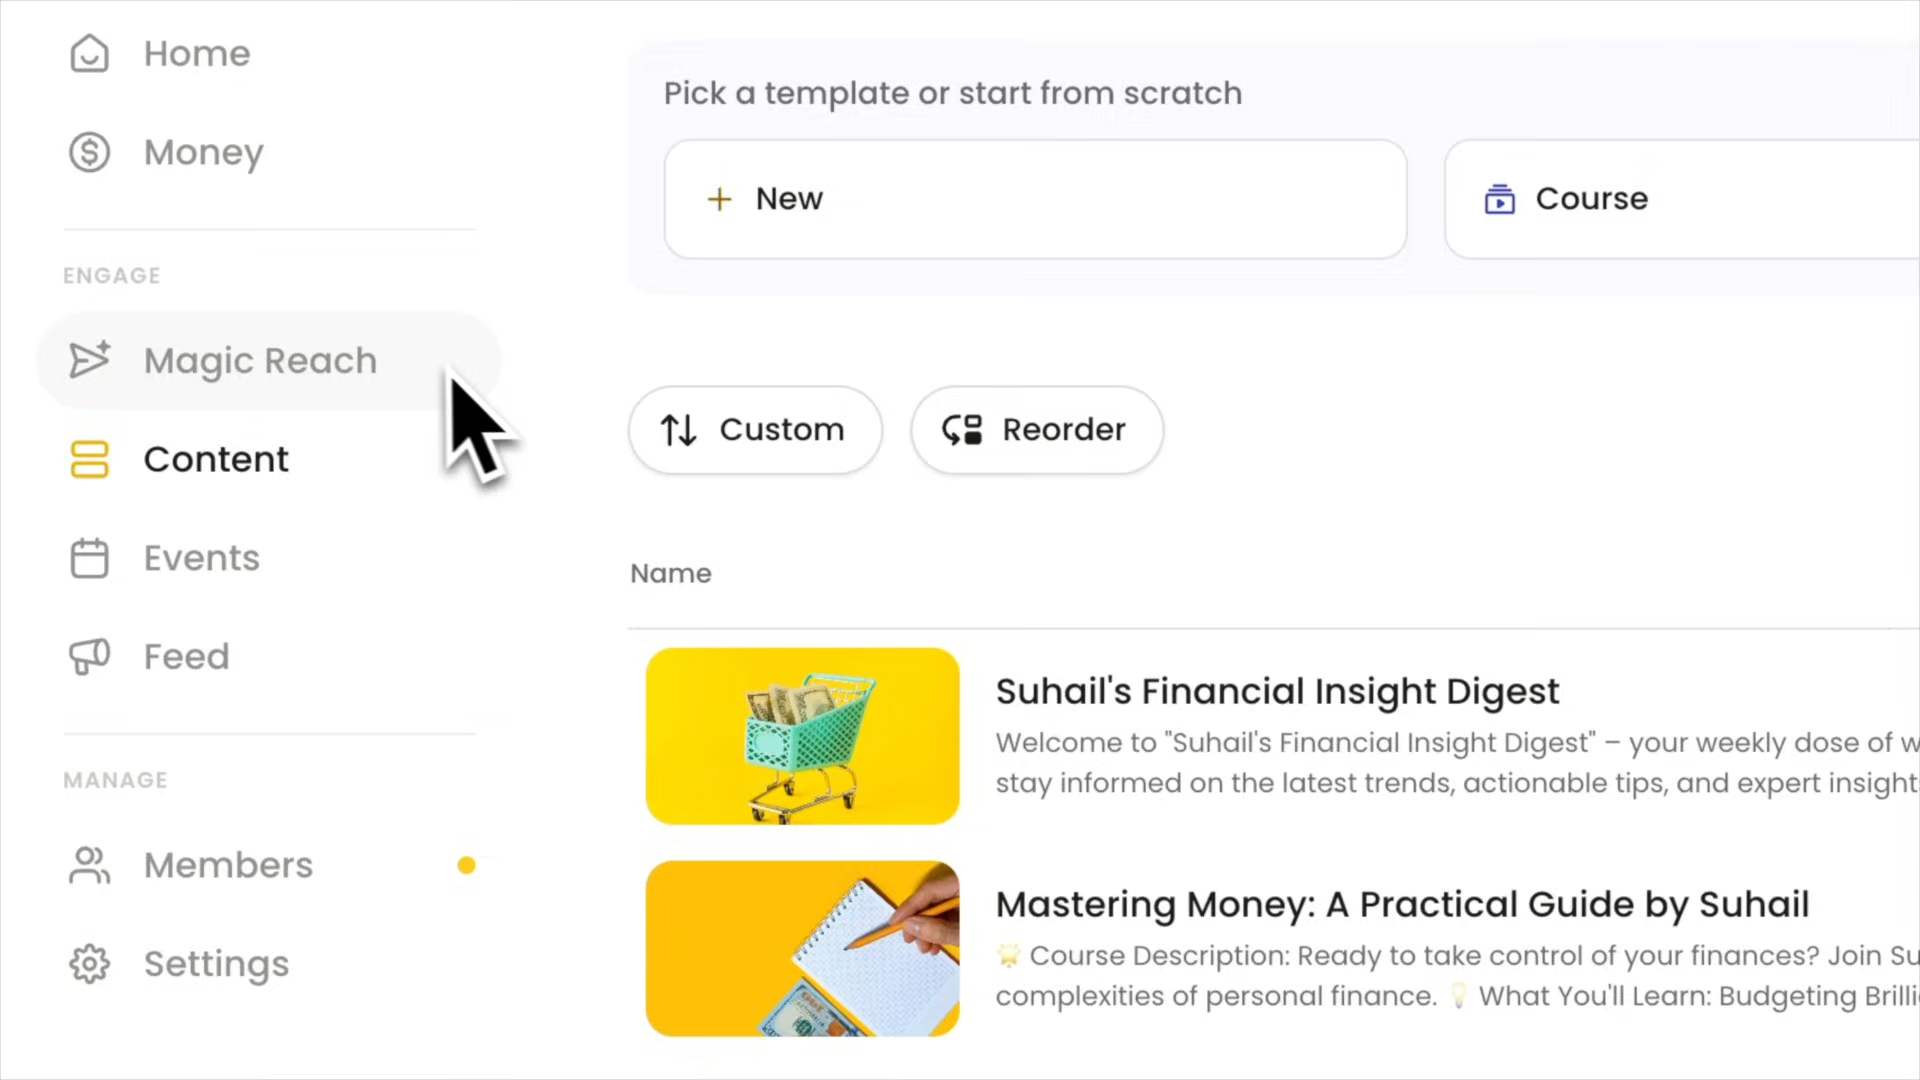 Home
Money
ENGAGE
Magic Reach
Content
Events
Feed
MANAGE
Members
Settings
Pick a template or start from scratch
New
Course
Custom
Reorder
Name
Suhail's Financial Insight Digest
Welcome to "Suhail's Financial Insight Digest" – your weekly dose of
stay informed on the latest trends, actionable tips, and expert
Mastering Money: A Practical Guide by Suhail
🌟 Course Description: Ready to take control of your finances? Join
complexities of personal finance. 💡 What You'll Learn: Budgeting